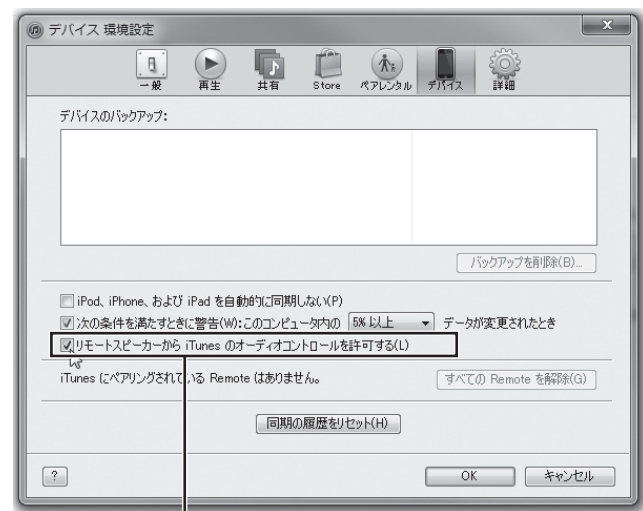 デバイス 環境設定
一般 再生 共有 Store ペアレンタル デバイス 詳細
デバイスのバックアップ:
バックアップを削除(B)...
iPod、iPhone、および iPad を自動的に同期しない(P)
次の条件を満たすときに警告(W):このコンピュータ内の 5% 以上 データが変更されたとき
リモートスピーカーから iTunes のオーディオコントロールを許可する(L)
iTunes にペアリングされている Remote はありません。 すべての Remote を解除(G)
同期の履歴をリセット(H)
? OK キャンセル